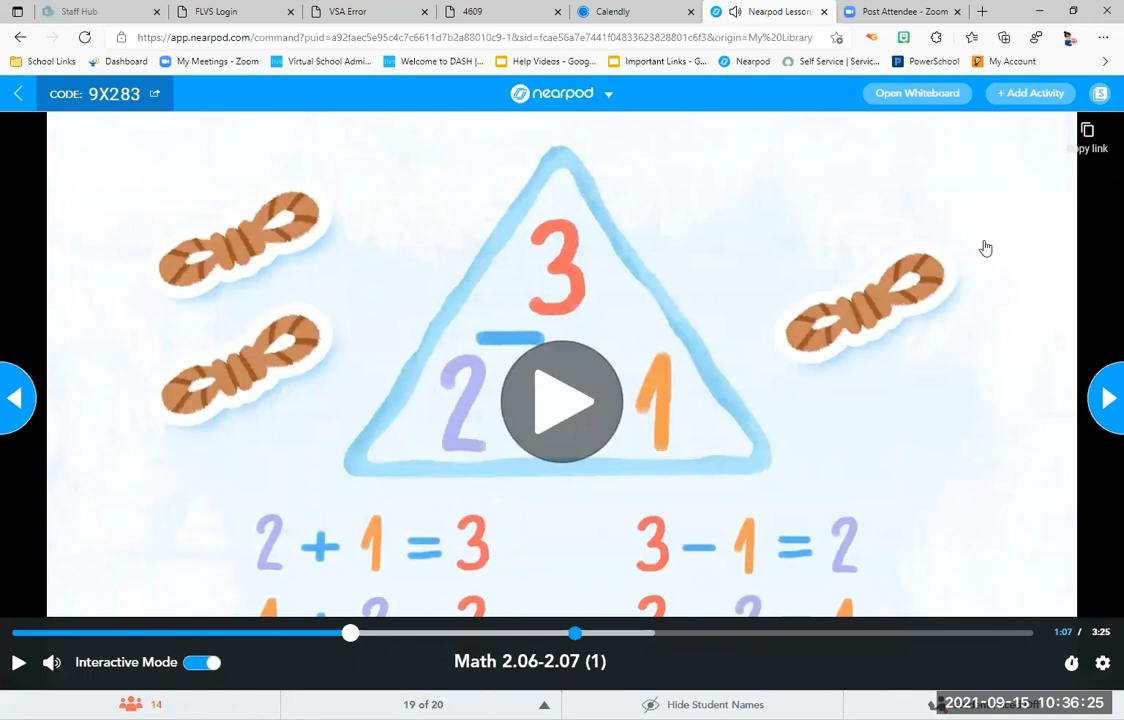 Staff Hub FLVS Login VSA Error 4609 Calendly Nearpod Lesson Post Attendee - Zoom
https://app.nearpod.com/command?puid=a92faec5e95c4c7c6611d7b2a88010c9-1&sid=fcae56a7e7441f04833623828801c6f3&origin=My%20Library
School Links Dashboard My Meetings - Zoom Virtual School Admi... Welcome to DASH |... Help Videos - Goog... Important Links - G... Nearpod Self Service | Servic... PowerSchool My Account
CODE: 9X283 nearpod Open Whiteboard + Add Activity S
opy link
3
2 1
2 + 1 = 3 3 - 1 = 2
1:07 / 3:25
Interactive Mode Math 2.06-2.07 (1)
14 19 of 20 Hide Student Names
2021-09-15 10:36:25